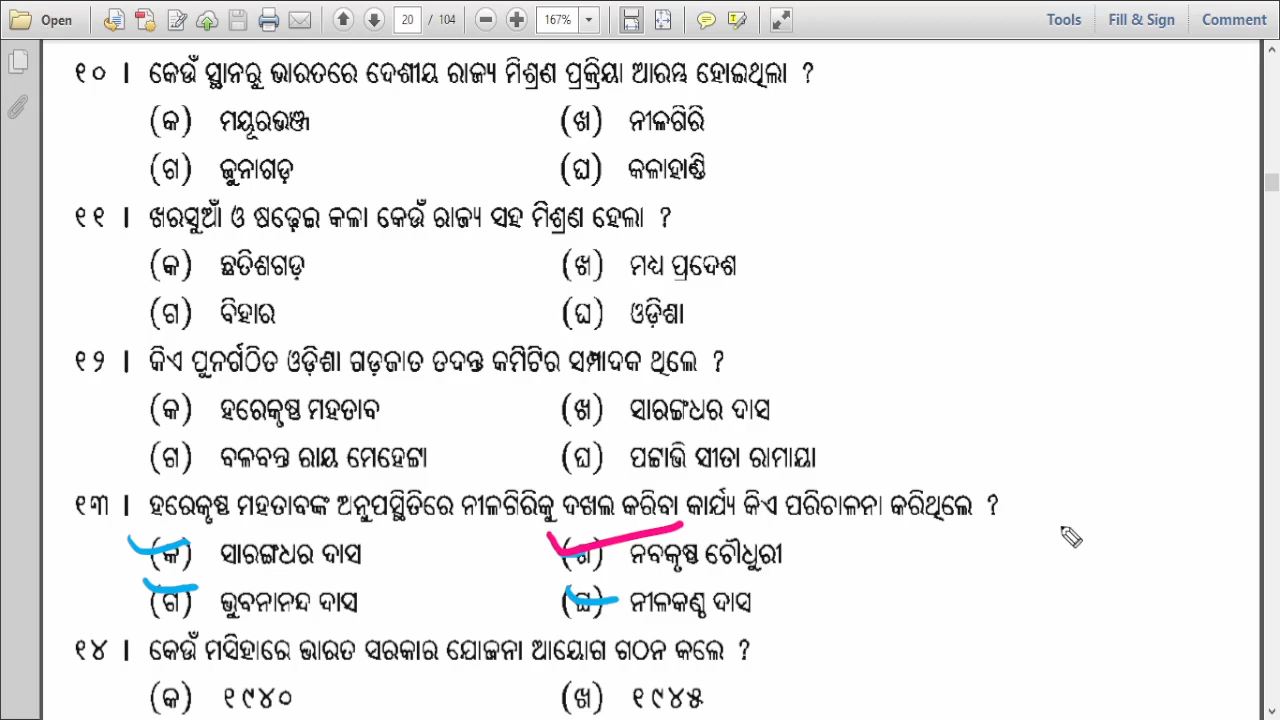 Open 20 / 104 167% Tools Fill & Sign Comment
୧୦ । କେଉଁ ସ୍ଥାନରୁ ଭାରତରେ ଦେଶୀୟ ରାଜ୍ୟ ମିଶ୍ରଣ ପ୍ରକ୍ରିୟା ଆରମ୍ଭ ହୋଇଥିଲା ?
(କ) ମୟୂରଭଞ୍ଜ (ଖ) ନୀଳଗିରି
(ଗ) ଜୁନାଗଡ଼ (ଘ) କଳାହାଣ୍ଡି
୧୧ । ଖରସୁଆଁ ଓ ଷଢ଼େଇ କଳା କେଉଁ ରାଜ୍ୟ ସହ ମିଶ୍ରଣ ହେଲା ?
(କ) ଛତିଶଗଡ଼ (ଖ) ମଧ୍ୟ ପ୍ରଦେଶ
(ଗ) ବିହାର (ଘ) ଓଡ଼ିଶା
୧୨ । କିଏ ପୁନର୍ଗଠିତ ଓଡ଼ିଶା ଗଡ଼ଜାତ ତଦନ୍ତ କମିଟିର ସମ୍ପାଦକ ଥିଲେ ?
(କ) ହରେକୃଷ୍ଣ ମହତାବ (ଖ) ସାରଙ୍ଗଧର ଦାସ
(ଗ) ବଳବନ୍ତ ରାୟ ମେହେଟ୍ଟା (ଘ) ପଟ୍ଟାଭି ସୀତା ରାମାୟା
୧୩ । ହରେକୃଷ୍ଣ ମହତାବଙ୍କ ଅନୁପସ୍ଥିତିରେ ନୀଳଗିରିକୁ ଦଖଲ କରିବା କାର୍ଯ୍ୟ କିଏ ପରିଚାଳନା କରିଥିଲେ ?
(କ) ସାରଙ୍ଗଧର ଦାସ (ଖ) ନବକୃଷ୍ଣ ଚୌଧୁରୀ
(ଗ) ଭୁବନାନନ୍ଦ ଦାସ (ଘ) ନୀଳକଣ୍ଠ ଦାସ
୧୪ । କେଉଁ ମସିହାରେ ଭାରତ ସରକାର ଯୋଜନା ଆୟୋଗ ଗଠନ କଲେ ?
(କ) ୧୯୪୦ (ଖ) ୧୯୪୫